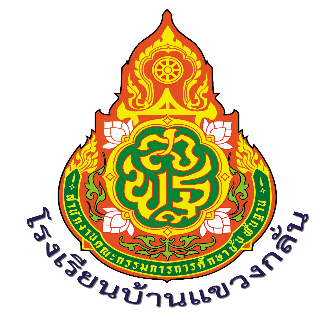 สำนักงานคณะกรรมการการศึกษาขั้นพื้นฐาน
โรงเรียนบ้านแขวงกลั่น